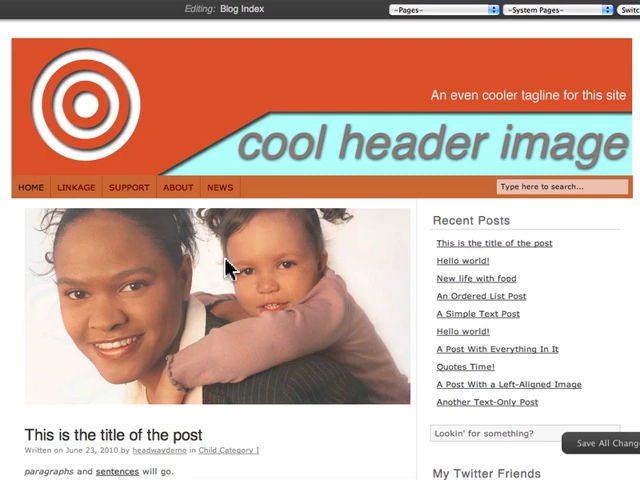 Editing: Blog Index
-Pages-
-System Pages-
Switc
An even cooler tagline for this site
cool header image
HOME LINKAGE SUPPORT ABOUT NEWS
Type here to search...
Recent Posts
This is the title of the post
Hello world!
New life with food
An Ordered List Post
A Simple Text Post
Hello world!
A Post With Everything In It
Quotes Time!
A Post With a Left-Aligned Image
Another Text-Only Post
Lookin' for something?
Save All Chang
My Twitter Friends
This is the title of the post
Written on June 23, 2010 by headwaydemo in Child Category I
paragraphs and sentences will go.